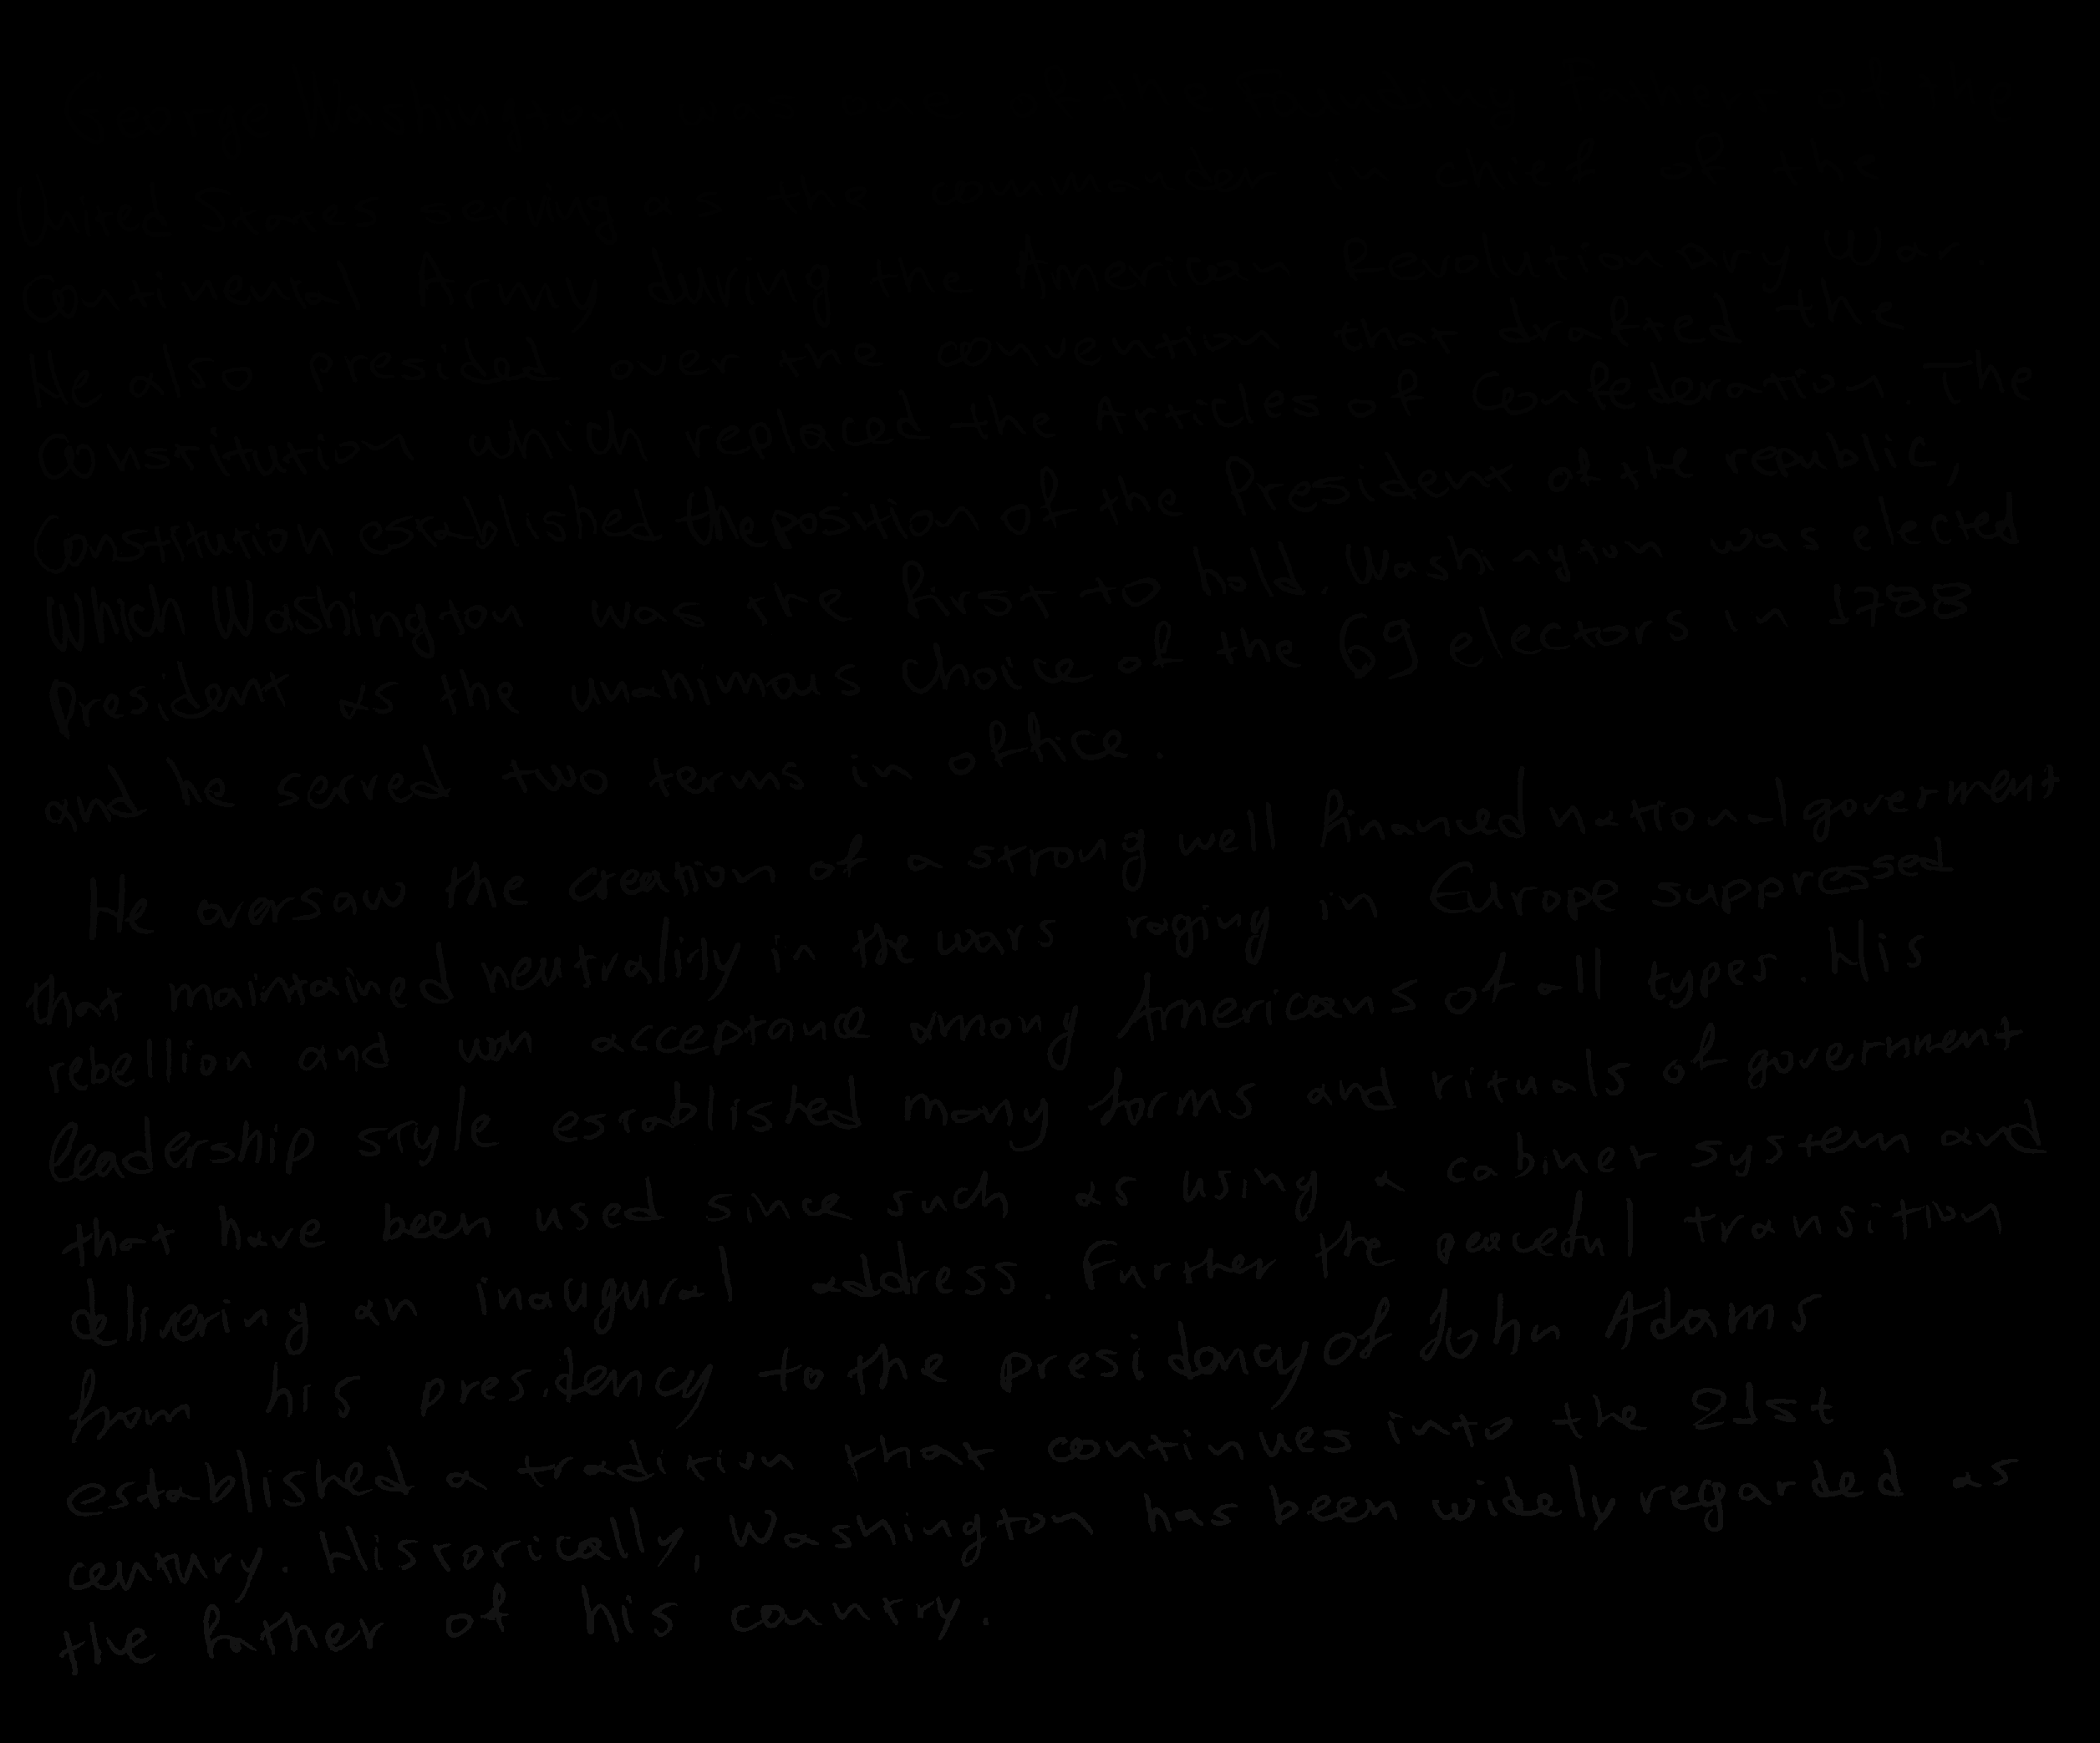 George Washington
United States serving as the commander in chief of the
Continental Army during the American Revolutionary War.
He also presided over the convention that drafted the
Constitution which replaced the Articles of Confederation. The
Constitution established the position of the President of the republic,
Which Washington was the first to hold. Washington was elected
President as the unanimous choice of the 69 electors in 1788
and he served two terms in office.
He oversaw the creation of a strong well financed national goverment
that maintained neutrality in the wars raging in Europe suppressed
rebellion and won acceptance among Americans of all types. His
leadership style established many forms and rituals of government
that have been used since such as using a cabinet system and
delivering an inaugural address. Further the peaceful transition
from his presidency to the presidency of John Adams
established a tradition that continues into the 21st
century. Historically, Washington has been widely regarded as
the father of his country.